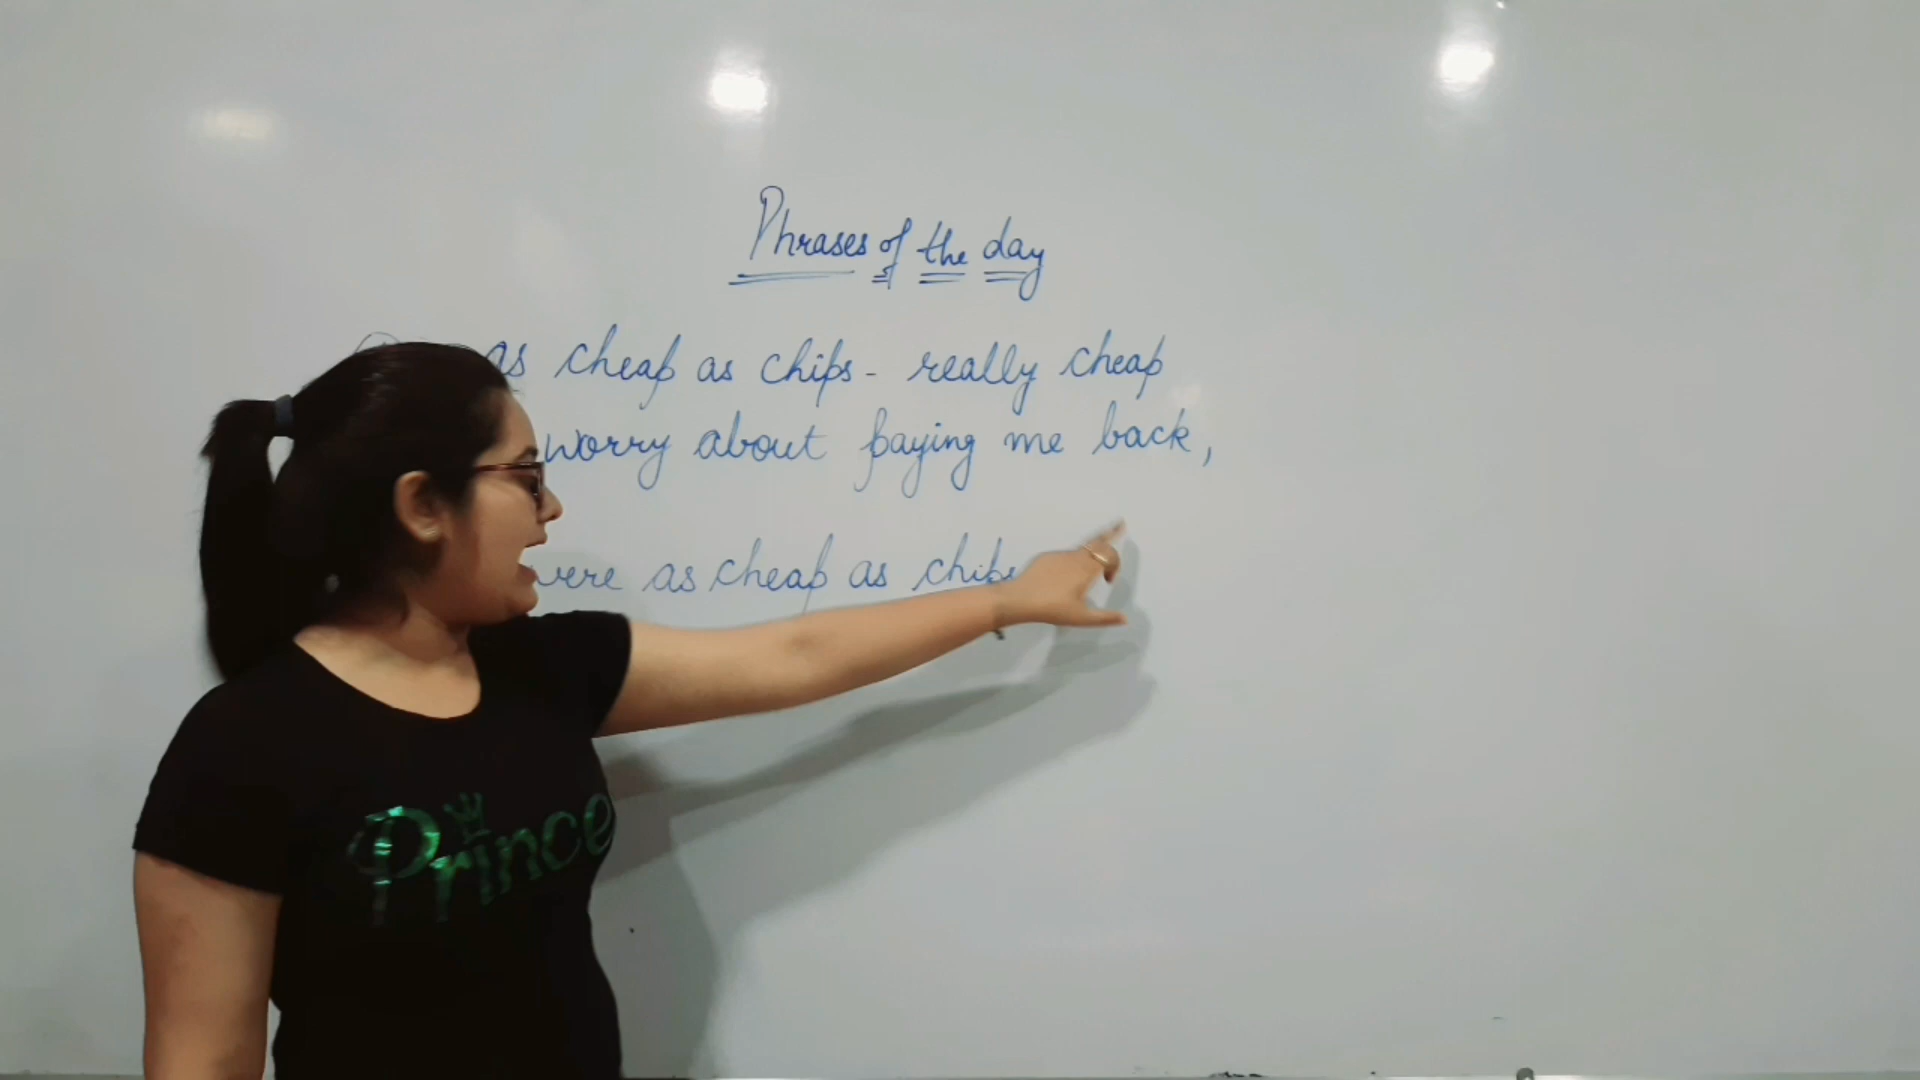 Phrases of the day
as cheap as chips - really cheap
worry about paying me back,
were as cheap as chips
Prince